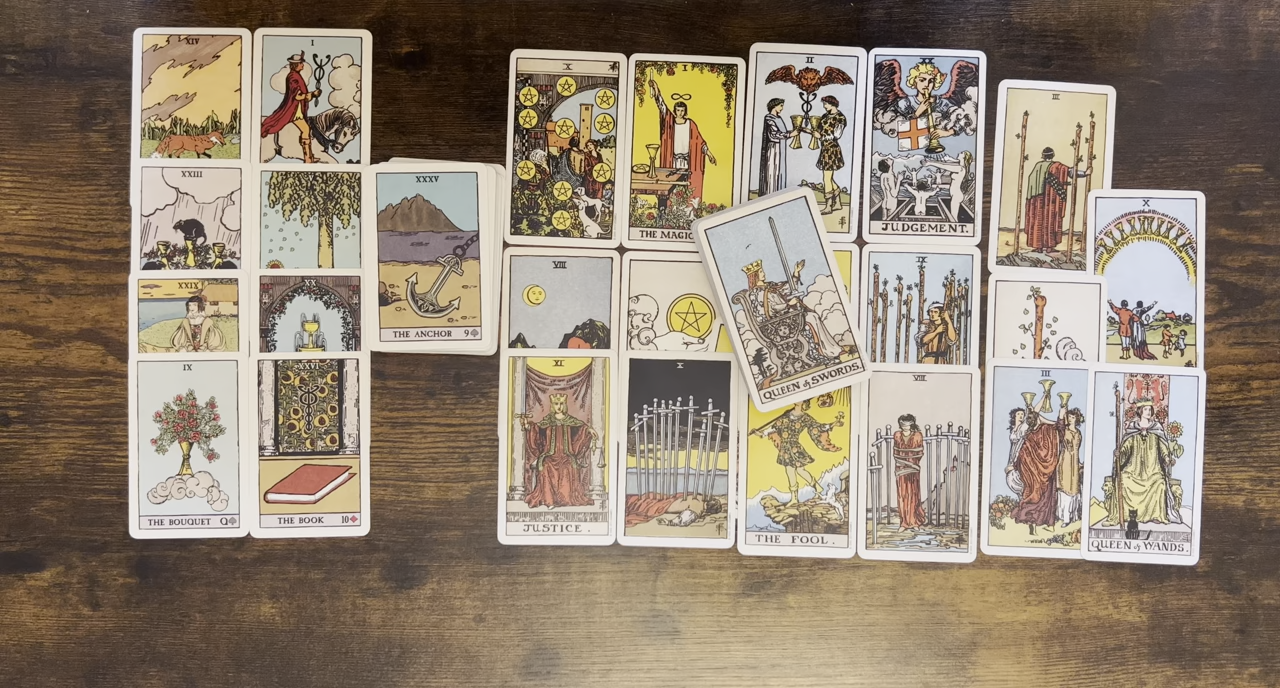 XIV
I
XXIII
XXIX
XX
IX
THE BOUQUET Q
XXVI
THE BOOK 10
XXXV
THE ANCHOR 9
X
I
II
THE MAGIC
JUDGEMENT.
III
X
VIII
IX
QUEEN of SWORDS.
XI
JUSTICE.
X
THE FOOL.
VIII
III
QUEEN of WANDS.